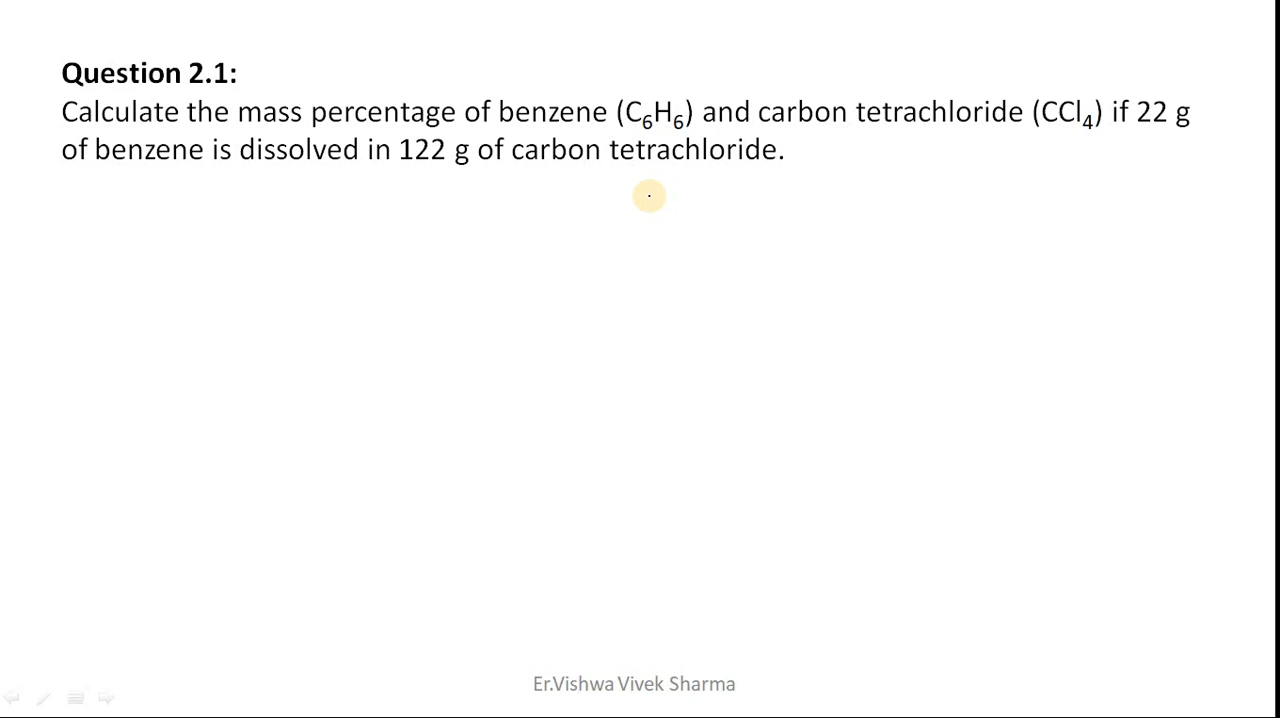 Question 2.1:
Calculate the mass percentage of benzene (C₆H₆) and carbon tetrachloride (CCl₄) if 22 g
of benzene is dissolved in 122 g of carbon tetrachloride.
Er.Vishwa Vivek Sharma